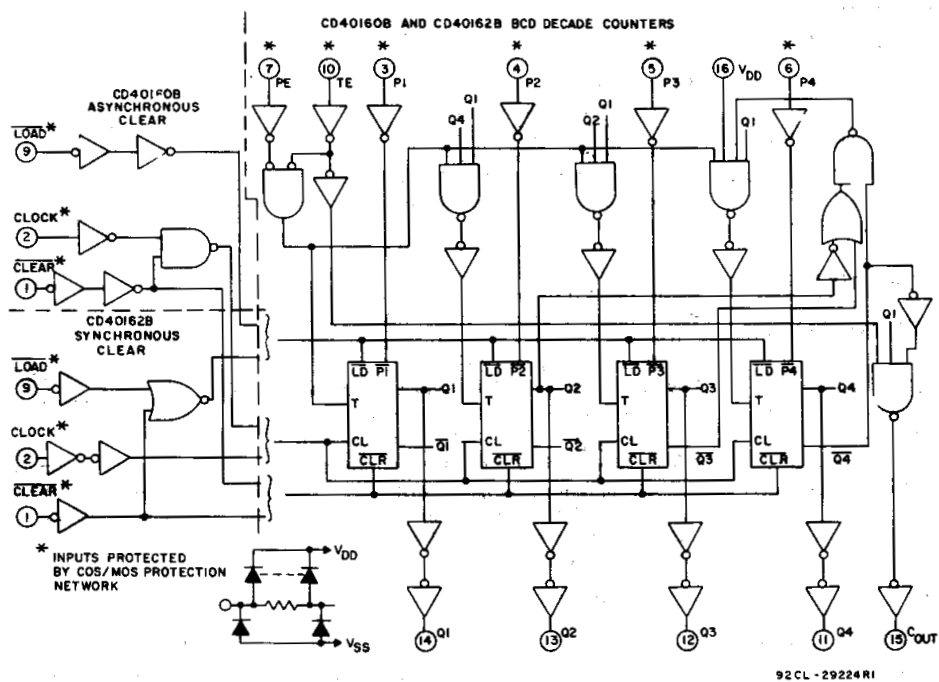 CD40160B AND CD40162B BCD DECADE COUNTERS
* * * * * *
7 PE 10 TE 3 P1 4 P2 5 P3 16 VDD 6 P4
CD40160B
ASYNCHRONOUS
CLEAR
LOAD*
9
CLOCK*
2
CLEAR*
1
CD40162B
SYNCHRONOUS
CLEAR
LOAD*
9
CLOCK*
2
CLEAR*
1
Q4 Q1
Q2 Q1
Q1
Q1
LD P1 Q1
T
CL
CLR Q1
LD P2 Q2
T
CL
CLR Q2
LD P3 Q3
T
CL
CLR Q3
LD P4 Q4
T
CL
CLR Q4
* INPUTS PROTECTED
BY COS/MOS PROTECTION
NETWORK
VDD
VSS
14 Q1 13 Q2 12 Q3 11 Q4 15 COUT
92CL-29224R1